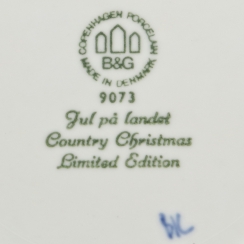 COPENHAGEN PORCELAIN
B&G
MADE IN DENMARK
9073
Jul på landet
Country Christmas
Limited Edition